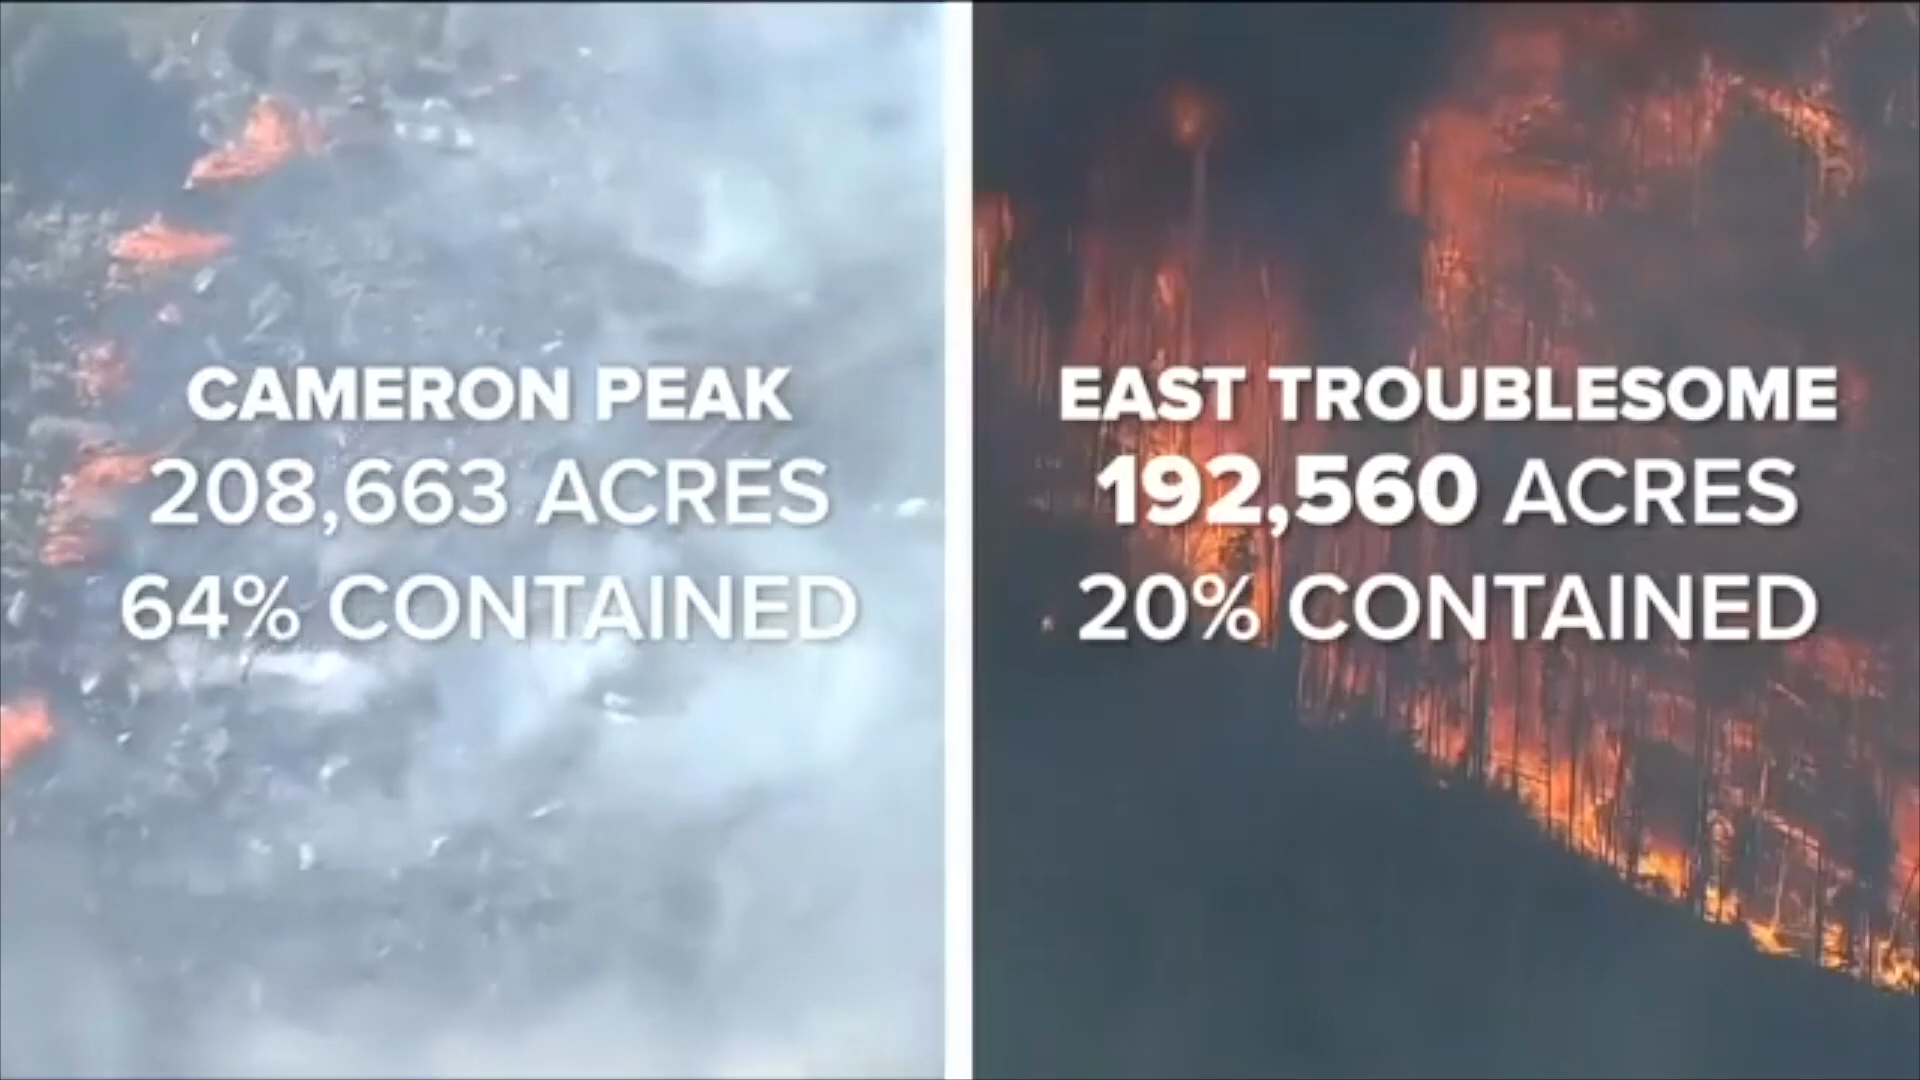 CAMERON PEAK
208,663 ACRES
64% CONTAINED
EAST TROUBLESOME
192,560 ACRES
20% CONTAINED